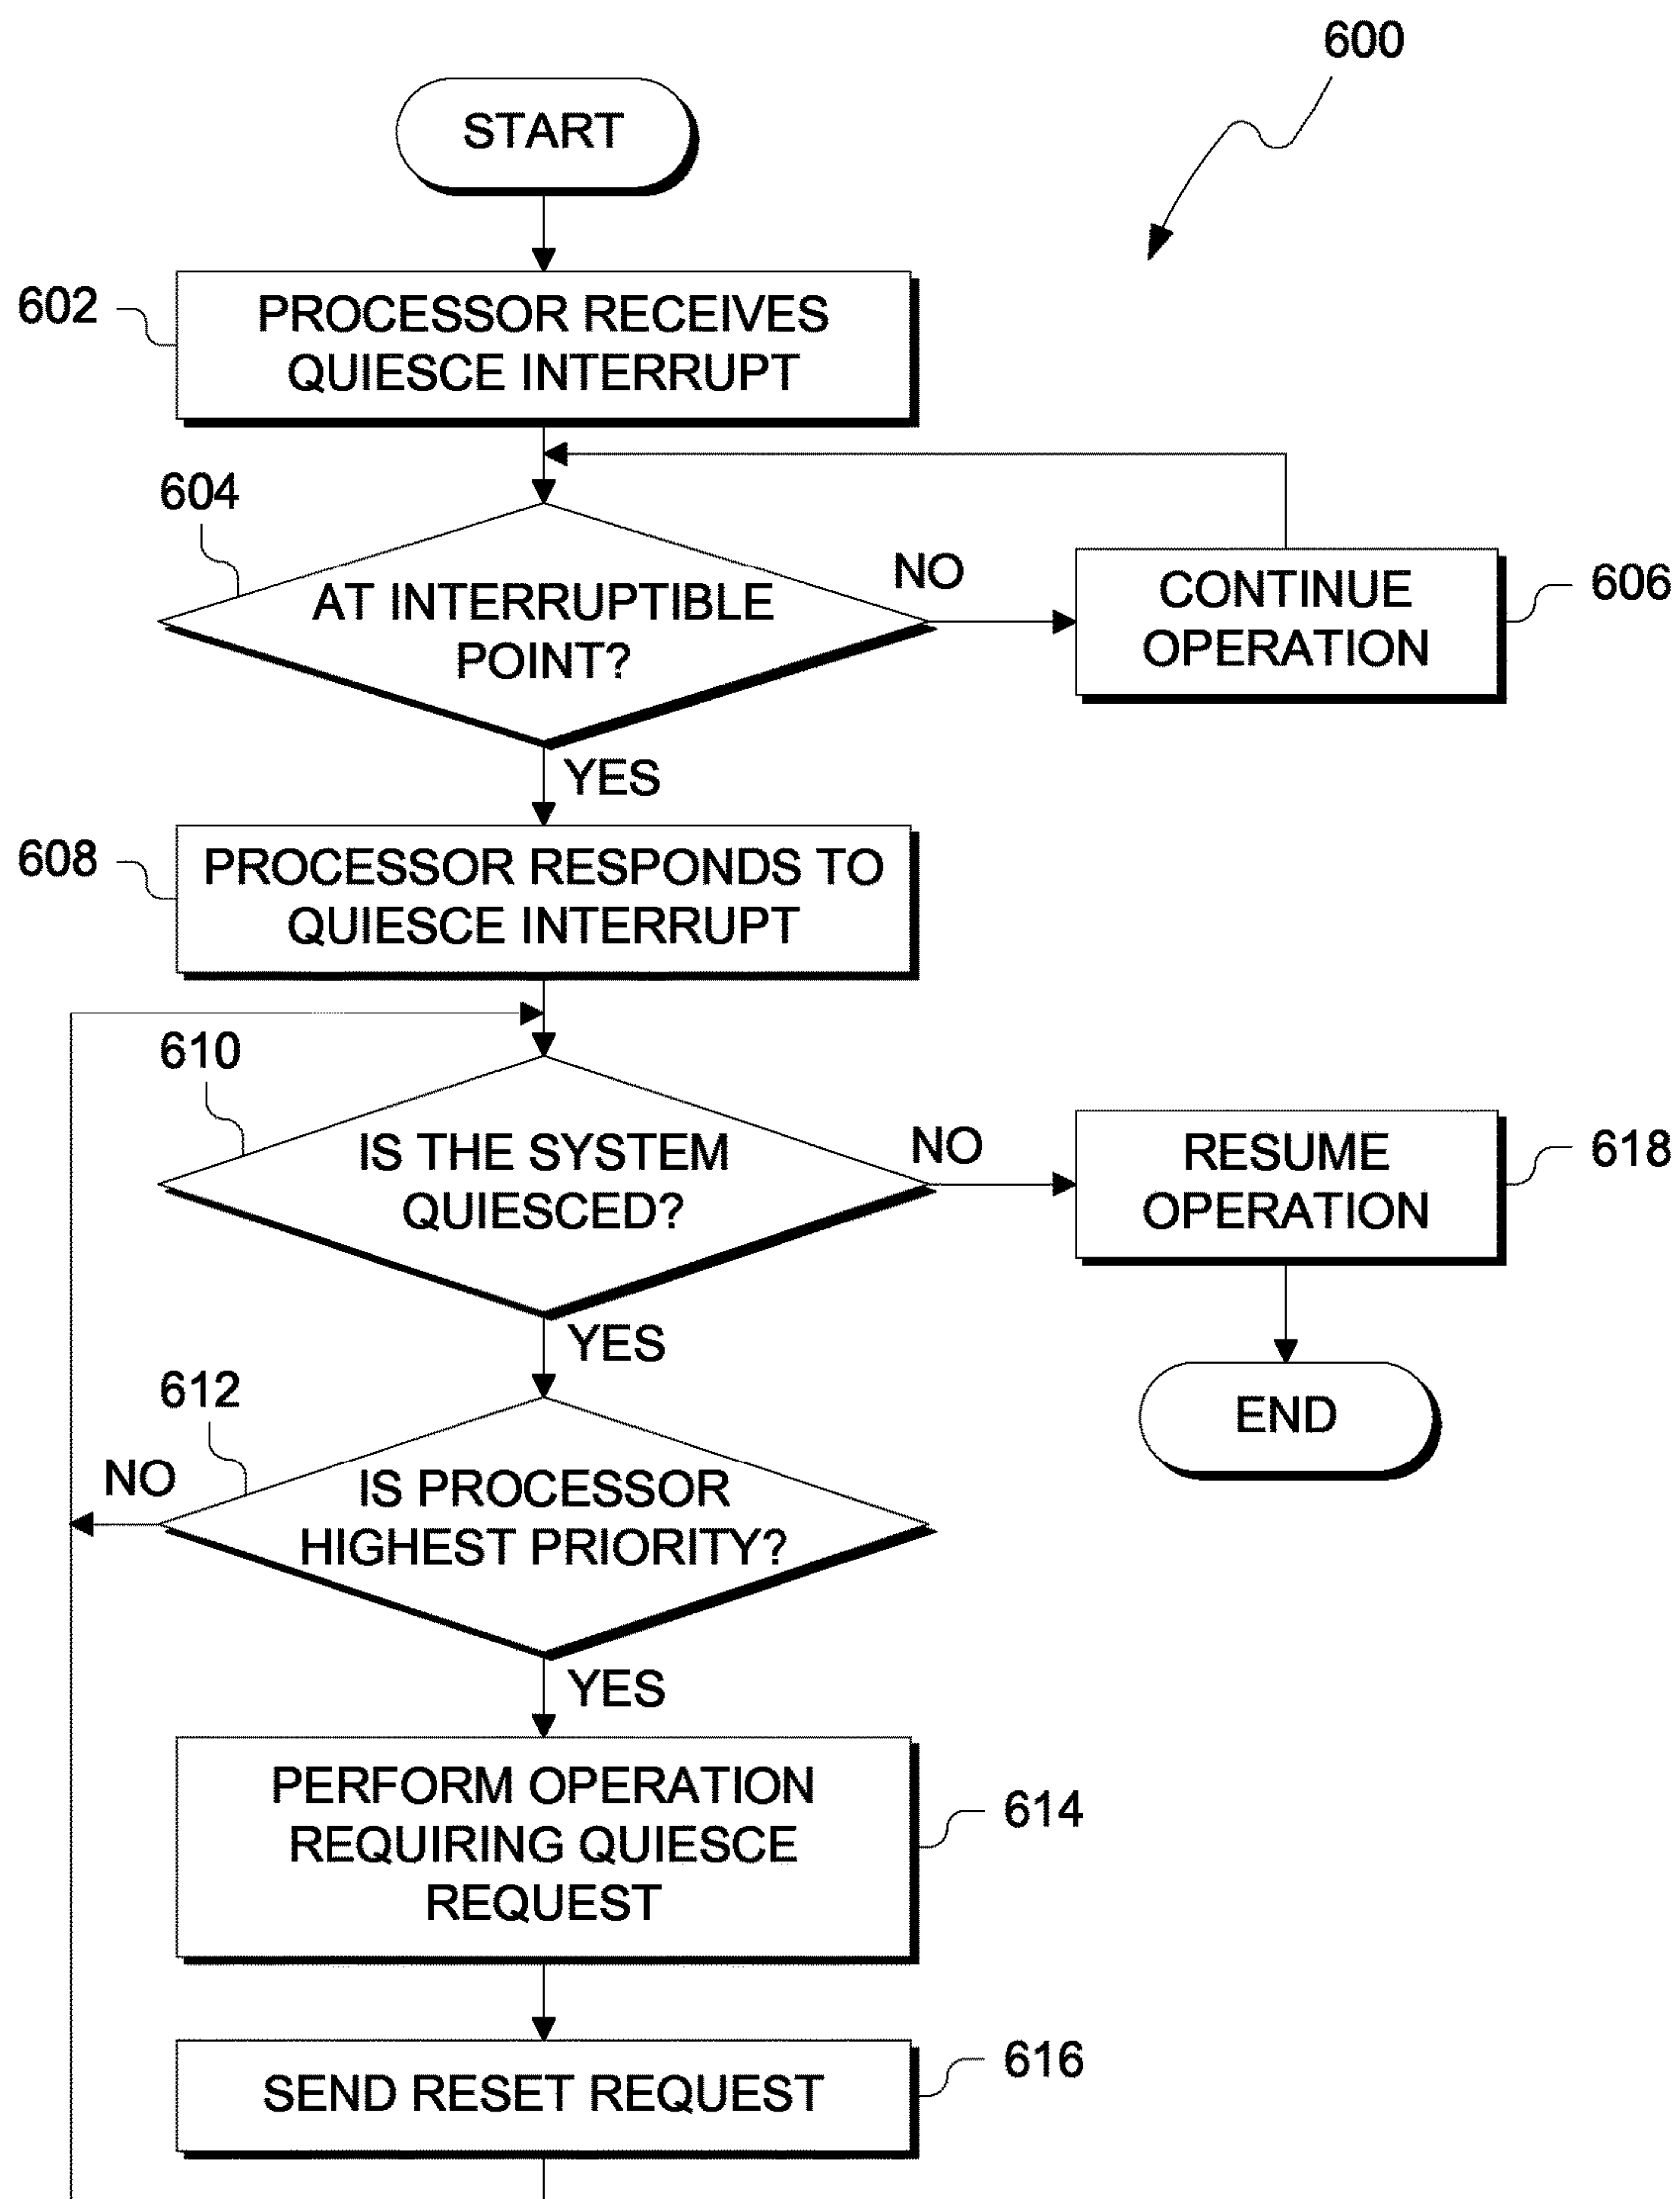 600
START
602
PROCESSOR RECEIVES
QUIESCE INTERRUPT
604
AT INTERRUPTIBLE
POINT?
NO
CONTINUE
OPERATION
606
YES
608
PROCESSOR RESPONDS TO
QUIESCE INTERRUPT
610
IS THE SYSTEM
QUIESCED?
NO
RESUME
OPERATION
618
YES
END
612
NO
IS PROCESSOR
HIGHEST PRIORITY?
YES
PERFORM OPERATION
REQUIRING QUIESCE
REQUEST
614
SEND RESET REQUEST
616